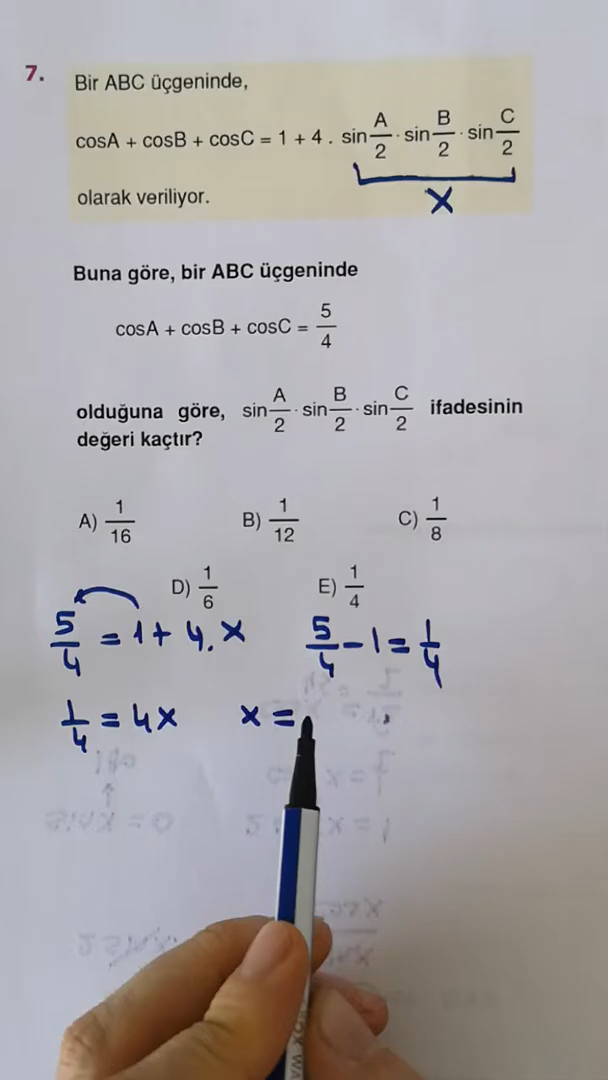 7. Bir ABC üçgeninde,
cosA + cosB + cosC = 1 + 4 . sin A/2 . sin B/2 . sin C/2
x
olarak veriliyor.
Buna göre, bir ABC üçgeninde
cosA + cosB + cosC = 5/4
olduğuna göre, sin A/2 . sin B/2 . sin C/2 ifadesinin
değeri kaçtır?
A) 1/16 B) 1/12 C) 1/8
D) 1/6 E) 1/4
5/4 = 1 + 4 . x 5/4 - 1 = 1/4
1/4 = 4x x =